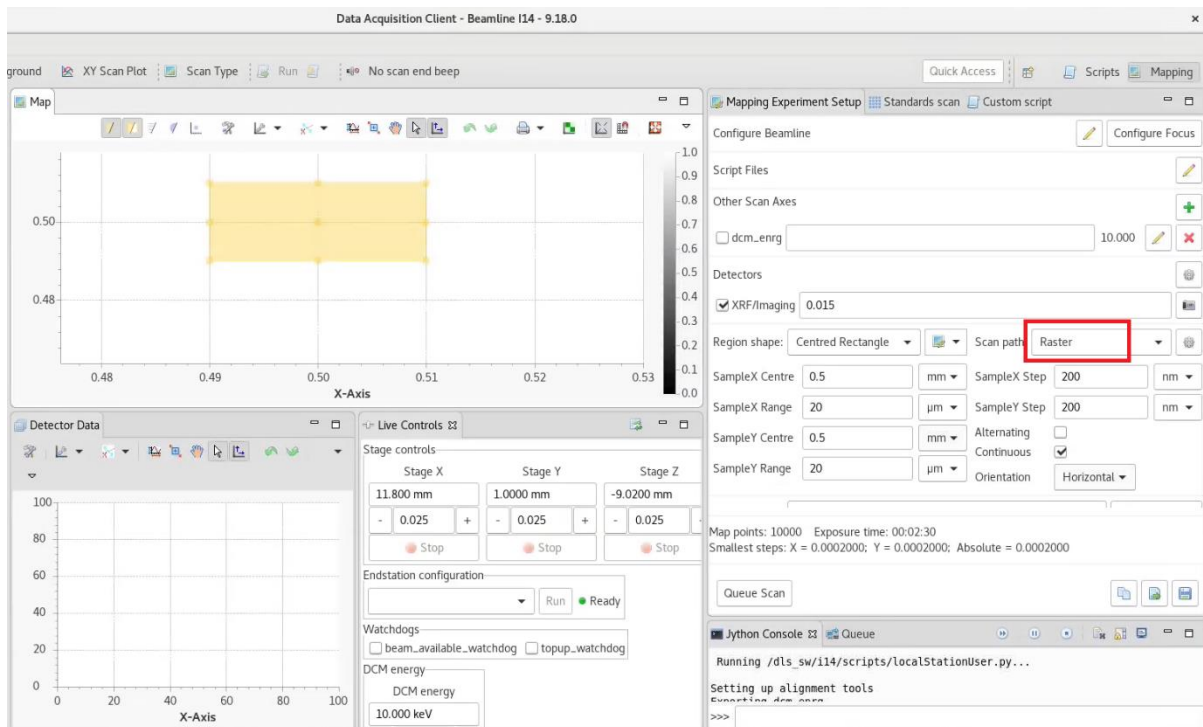 Data Acquisition Client - Beamline I14 - 9.18.0
ground XY Scan Plot Scan Type Run No scan end beep Quick Access Scripts Mapping
Map
1.0
0.9
0.8
0.7
0.6
0.5
0.4
0.3
0.2
0.1
0.0
0.50
0.48
0.48 0.49 0.50 0.51 0.52 0.53
X-Axis
Mapping Experiment Setup Standards scan Custom script
Configure Beamline Configure Focus
Script Files
Other Scan Axes
dcm_enrg 10.000
Detectors
XRF/Imaging 0.015
Region shape: Centred Rectangle Scan path Raster
SampleX Centre 0.5 mm SampleX Step 200 nm
SampleX Range 20 µm SampleY Step 200 nm
SampleY Centre 0.5 mm Alternating
Continuous
SampleY Range 20 µm Orientation Horizontal
Map points: 10000 Exposure time: 00:02:30
Smallest steps: X = 0.0002000; Y = 0.0002000; Absolute = 0.0002000
Queue Scan
Detector Data
100
80
60
40
20
0
0 20 40 60 80 100
X-Axis
Live Controls
Stage controls
Stage X Stage Y Stage Z
11.800 mm 1.0000 mm -9.0200 mm
- 0.025 + - 0.025 + - 0.025
Stop Stop Stop
Endstation configuration
Run Ready
Watchdogs
beam_available_watchdog topup_watchdog
DCM energy
DCM energy
10.000 keV
Jython Console Queue
Running /dls_sw/i14/scripts/localStationUser.py...
Setting up alignment tools
Exporting dcm_enrg
>>>